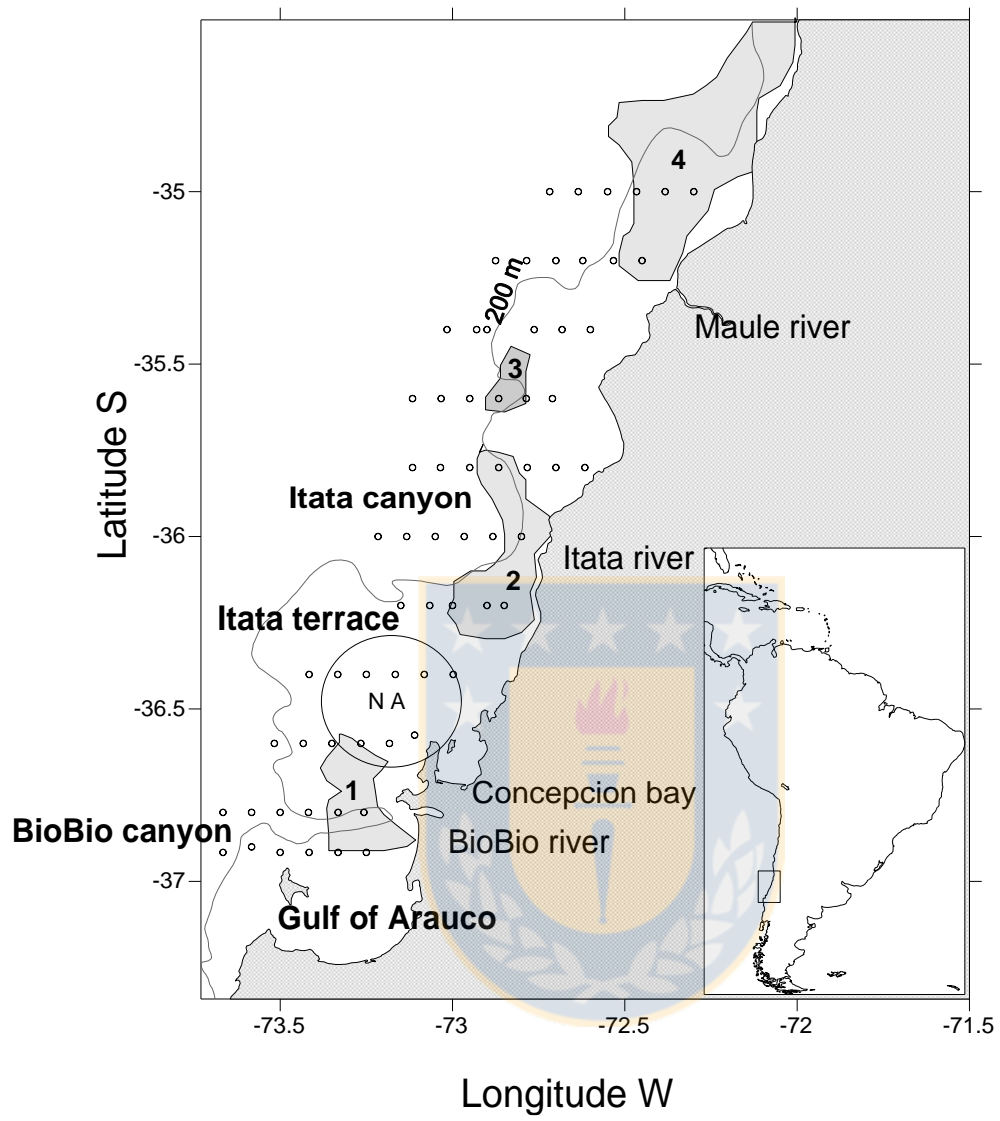 4
-35
200 m
Maule river
-35.5
3
Latitude S
Itata canyon
-36
Itata river
2
Itata terrace
N A
-36.5
1
Concepcion bay
BioBio canyon
BioBio river
-37
Gulf of Arauco
-73.5
-73
-72.5
-72
-71.5
Longitude W